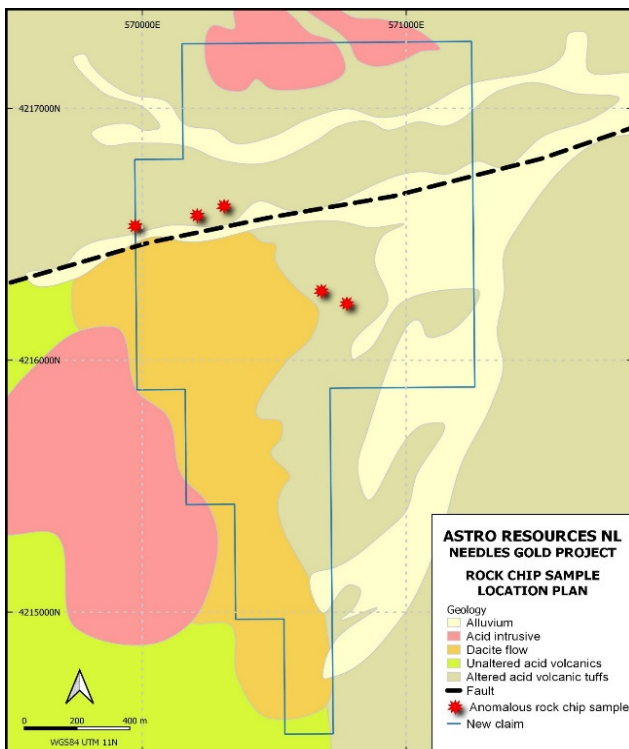 570000E 571000E
4217000N
4216000N
4215000N
ASTRO RESOURCES NL
NEEDLES GOLD PROJECT
ROCK CHIP SAMPLE
LOCATION PLAN
Geology
Alluvium
Acid intrusive
Dacite flow
Unaltered acid volcanics
Altered acid volcanic tuffs
Fault
Anomalous rock chip sample
New claim
0 200 400 m
WGS84 UTM 11N